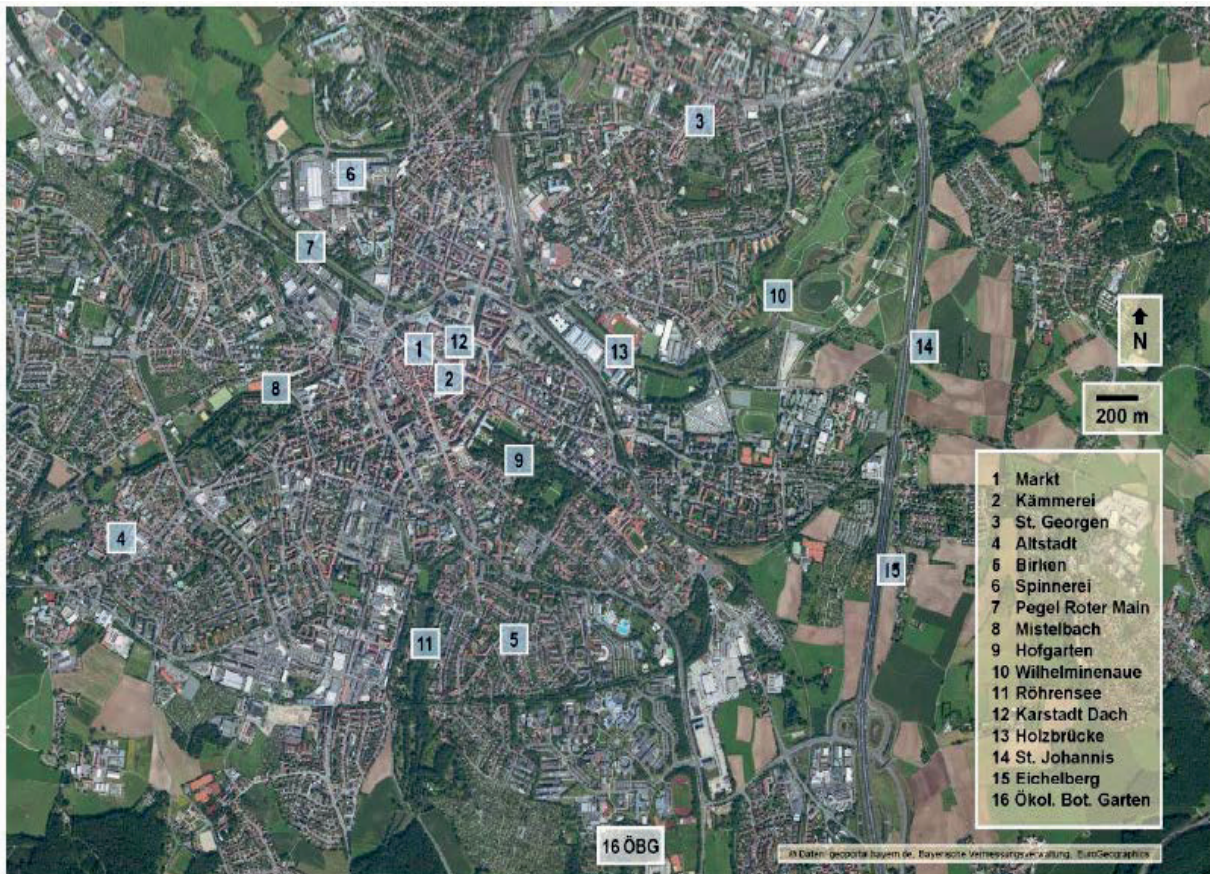 3
6
7
10
1
12
2
13
14
8
9
4
15
11
5
16 ÖBG
N
200 m
1 Markt
2 Kämmerei
3 St. Georgen
4 Altstadt
5 Birken
6 Spinnerei
7 Pegel Roter Main
8 Mistelbach
9 Hofgarten
10 Wilhelminenaue
11 Röhrensee
12 Karstadt Dach
13 Holzbrücke
14 St. Johannis
15 Eichelberg
16 Ökol. Bot. Garten
© Daten: geoportal.bayern.de, Bayerische Vermessungsverwaltung, EuroGeographics